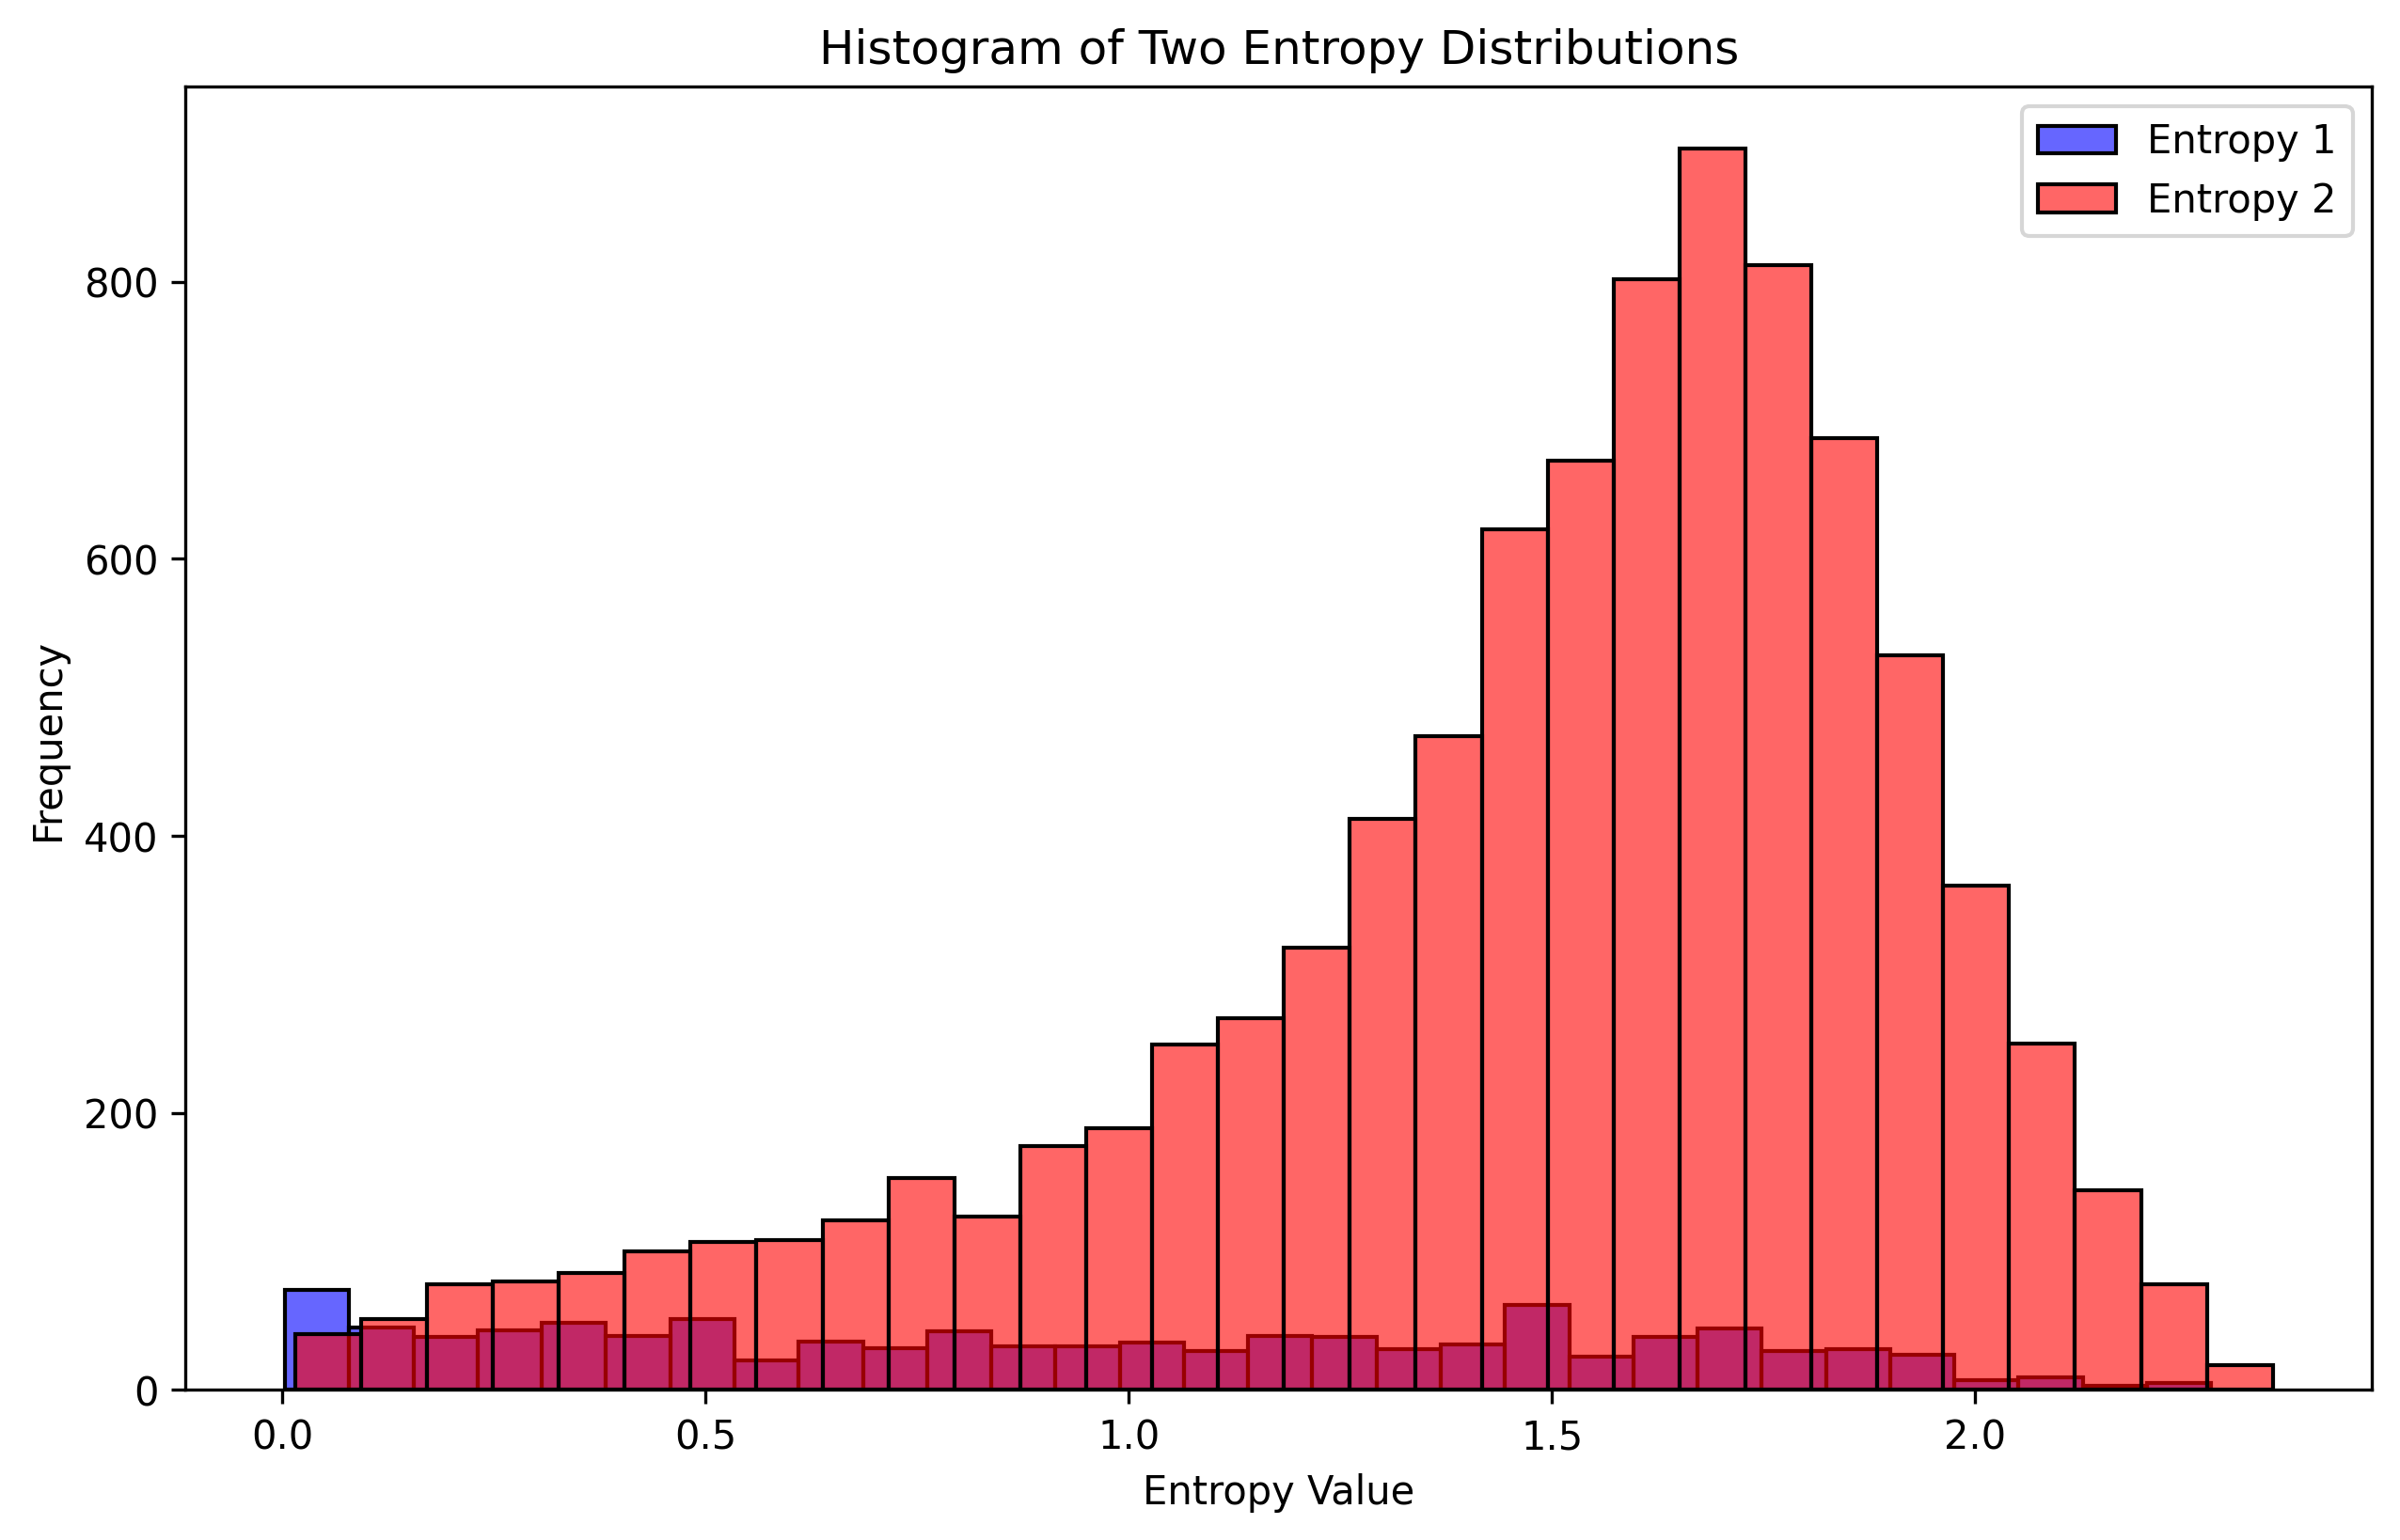 Histogram of Two Entropy Distributions
Entropy 1
Entropy 2
Frequency
800
600
400
200
0
0.0 0.5 1.0 1.5 2.0
Entropy Value